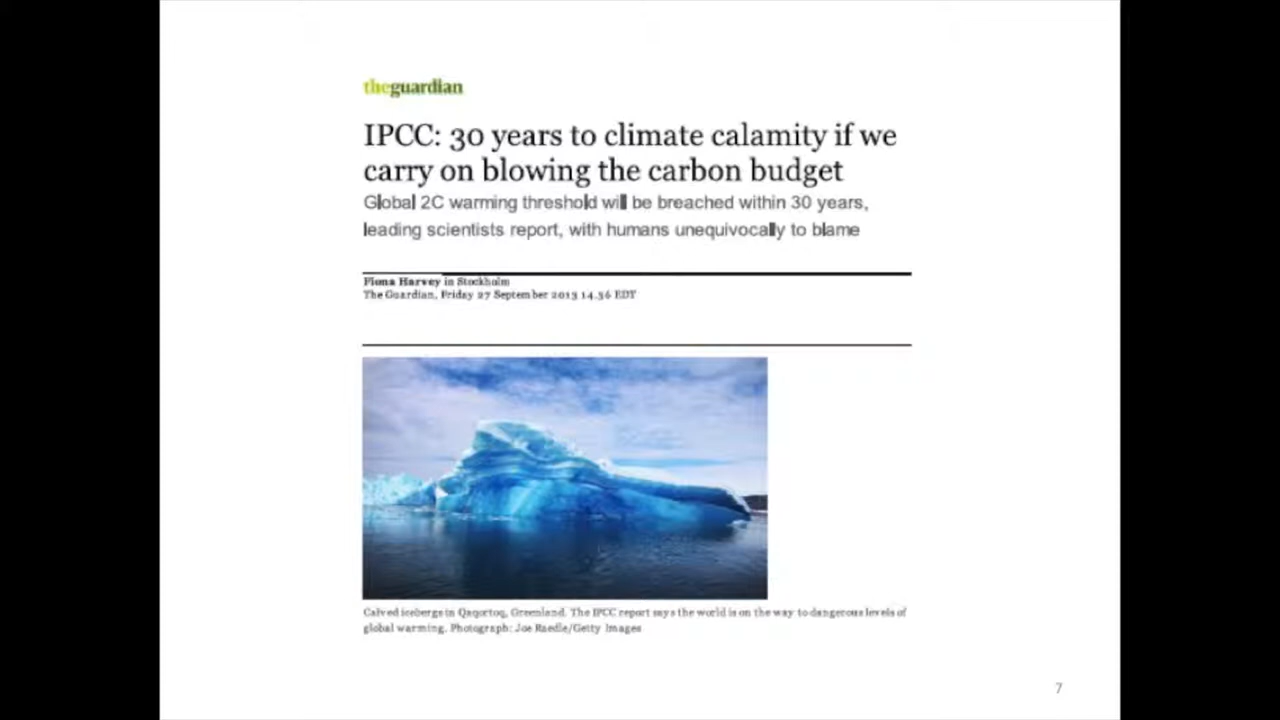 theguardian
IPCC: 30 years to climate calamity if we
carry on blowing the carbon budget
Global 2C warming threshold will be breached within 30 years,
leading scientists report, with humans unequivocally to blame
Fiona Harvey in Stockholm
The Guardian, Friday 27 September 2013 14.36 EDT
Calved icebergs in Qaqortoq, Greenland. The IPCC report says the world is on the way to dangerous levels of
global warming. Photograph: Joe Raedle/Getty Images
7